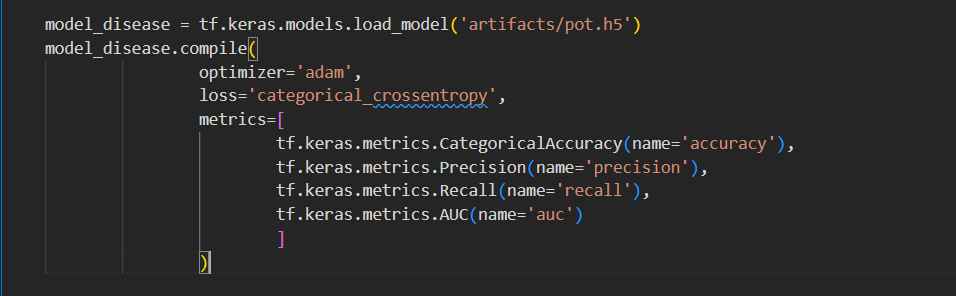 model_disease = tf.keras.models.load_model('artifacts/pot.h5')
model_disease.compile(
optimizer='adam',
loss='categorical_crossentropy',
metrics=[
tf.keras.metrics.CategoricalAccuracy(name='accuracy'),
tf.keras.metrics.Precision(name='precision'),
tf.keras.metrics.Recall(name='recall'),
tf.keras.metrics.AUC(name='auc')
]
)